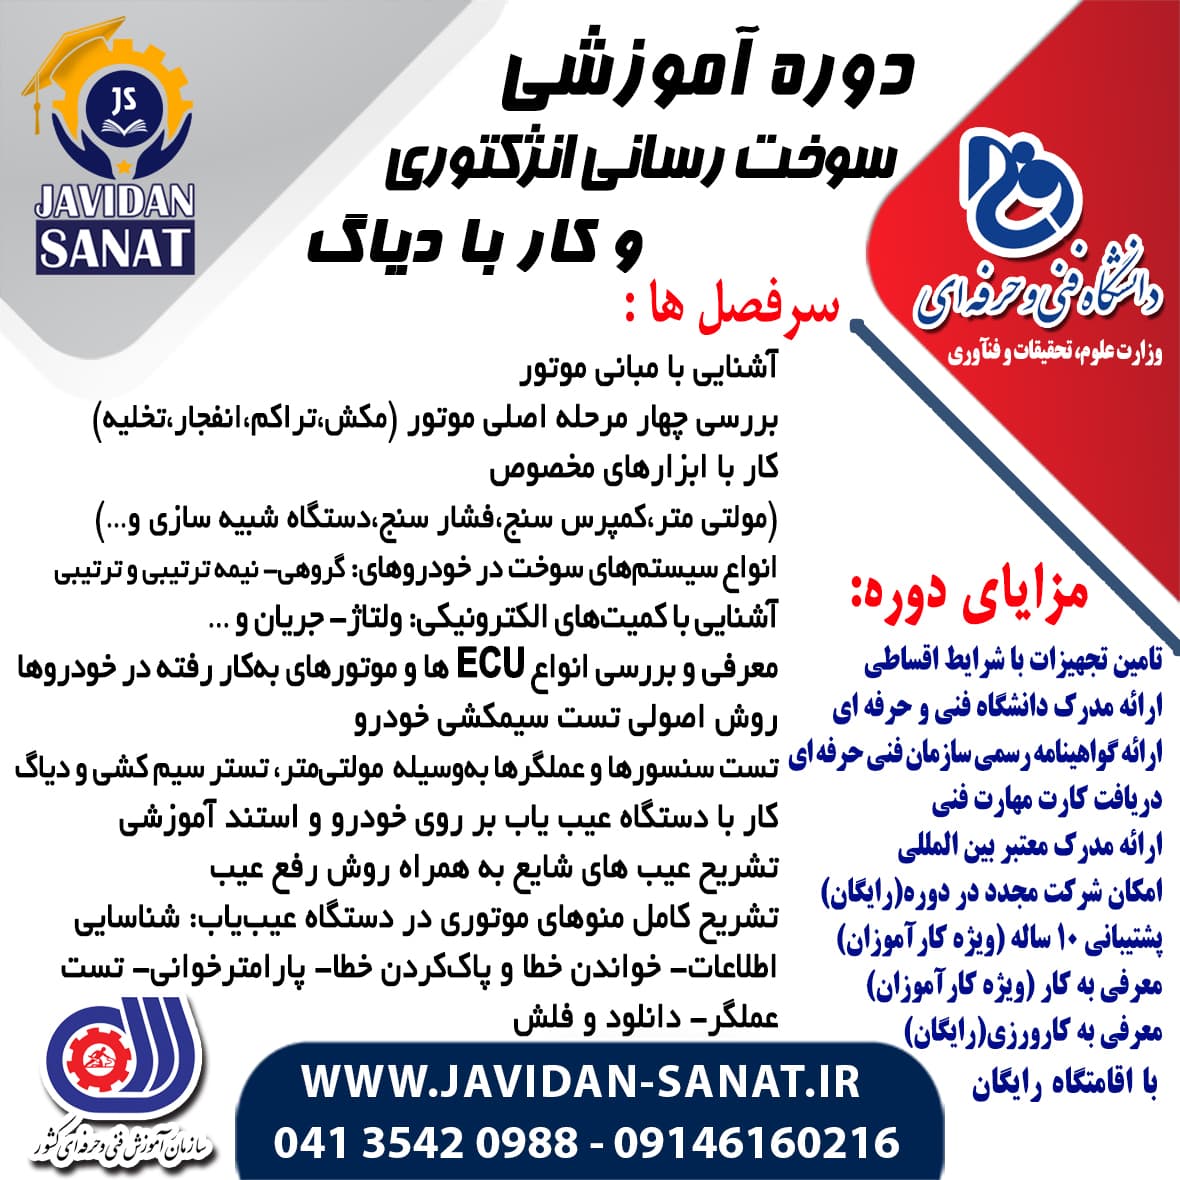 JS
JAVIDAN
SANAT
دوره آموزشی
سوخت رسانی انژکتوری
و کار با دیاگ
دانشگاه فنی و حرفه ای
وزارت علوم، تحقیقات و فنآوری
سرفصل ها :
آشنایی با مبانی موتور
بررسی چهار مرحله اصلی موتور (مکش،تراکم،انفجار،تخلیه)
کار با ابزارهای مخصوص
(مولتی متر،کمپرس سنج،فشار سنج،دستگاه شبیه سازی و...)
انواع سیستم‌های سوخت در خودروهای: گروهی- نیمه ترتیبی و ترتیبی
آشنایی با کمیت‌های الکترونیکی: ولتاژ- جریان و ...
معرفی و بررسی انواع ECU ها و موتورهای به‌کار رفته در خودروها
روش اصولی تست سیمکشی خودرو
تست سنسورها و عملگرها به‌وسیله مولتی‌متر، تستر سیم کشی و دیاگ
کار با دستگاه عیب یاب بر روی خودرو و استند آموزشی
تشریح عیب های شایع به همراه روش رفع عیب
تشریح کامل منوهای موتوری در دستگاه عیب‌یاب: شناسایی
اطلاعات- خواندن خطا و پاک‌کردن خطا- پارامترخوانی- تست
عملگر- دانلود و فلش
مزایای دوره:
تامین تجهیزات با شرایط اقساطی
ارائه مدرک دانشگاه فنی و حرفه ای
ارائه گواهینامه رسمی سازمان فنی حرفه ای
دریافت کارت مهارت فنی
ارائه مدرک معتبر بین المللی
امکان شرکت مجدد در دوره(رایگان)
پشتیبانی ۱۰ ساله (ویژه کارآموزان)
معرفی به کار (ویژه کارآموزان)
معرفی به کارورزی(رایگان)
با اقامتگاه رایگان
سازمان آموزش فنی و حرفه ای کشور
WWW.JAVIDAN-SANAT.IR
041 3542 0988 - 09146160216